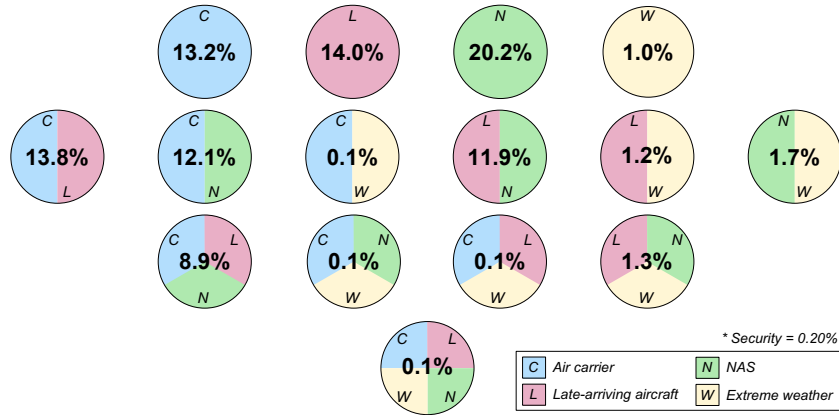 C L N W
13.2% 14.0% 20.2% 1.0%
C C C L L N
13.8% 12.1% 0.1% 11.9% 1.2% 1.7%
L N W N W W
C L C N C L L N
8.9% 0.1% 0.1% 1.3%
N W W W
C L
0.1%
W N
* Security = 0.20%
C Air carrier N NAS
L Late-arriving aircraft W Extreme weather